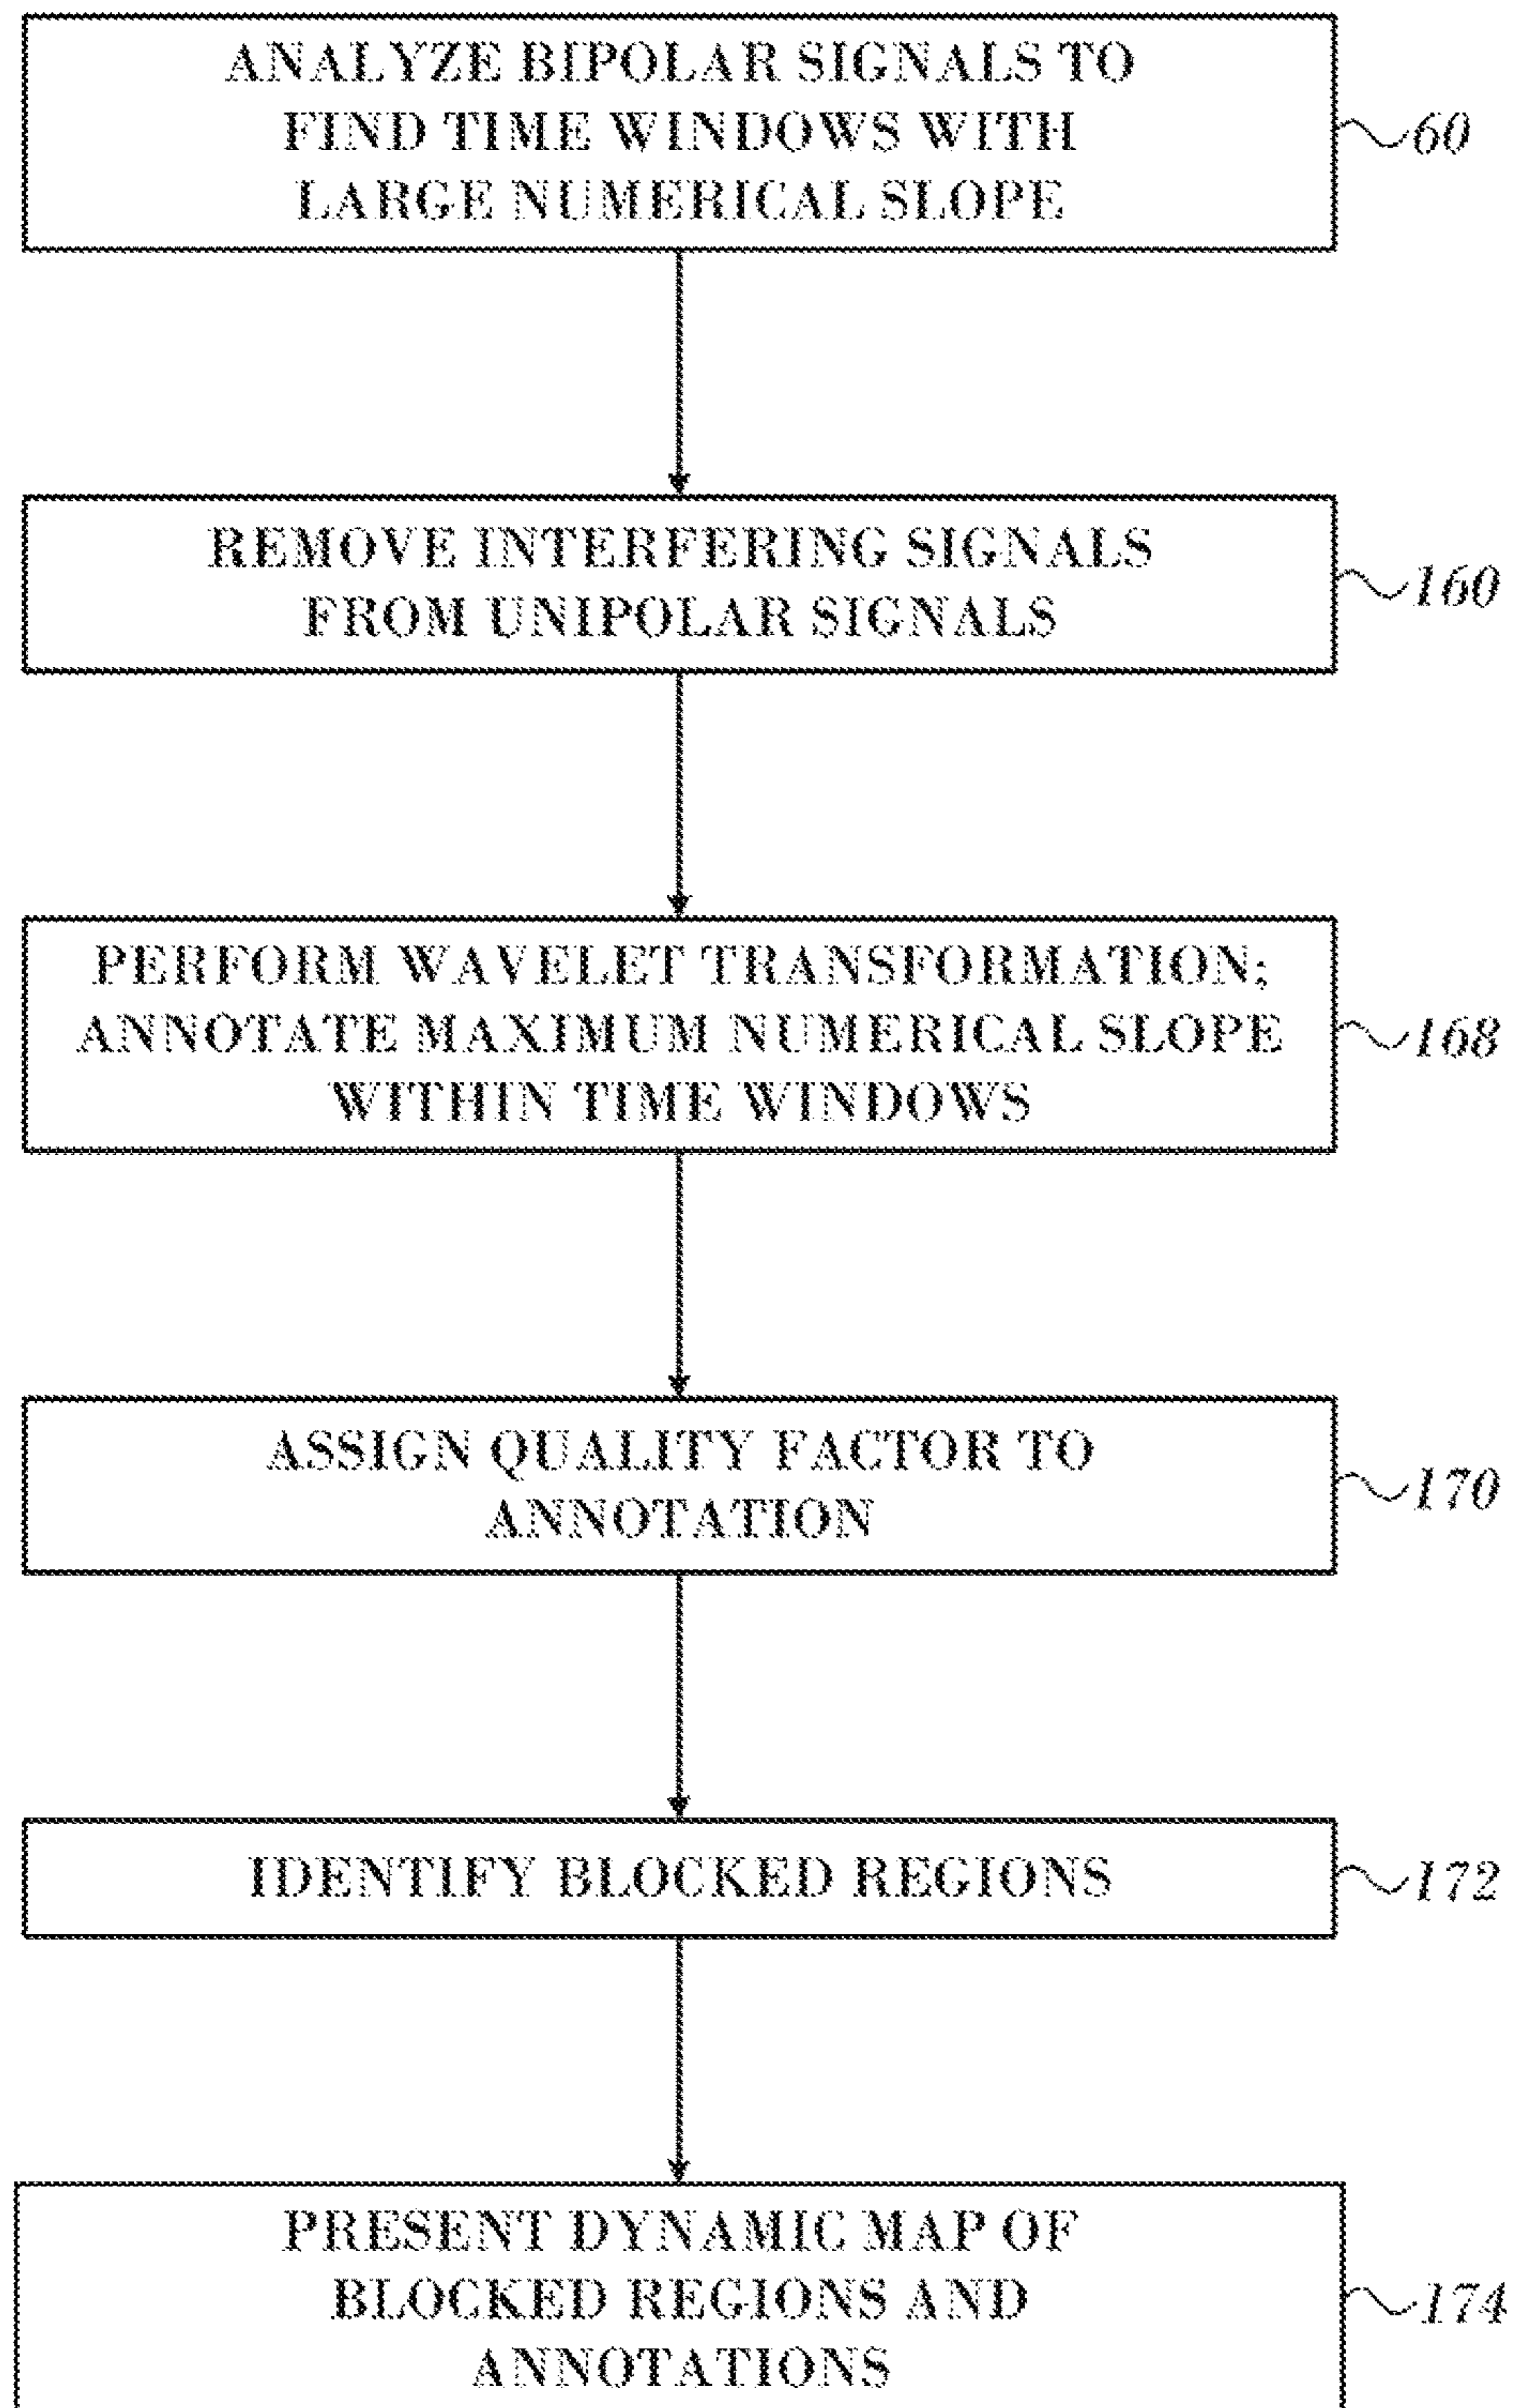 ANALYZE BIPOLAR SIGNALS TO
FIND TIME WINDOWS WITH
LARGE NUMERICAL SLOPE
60
REMOVE INTERFERING SIGNALS
FROM UNIPOLAR SIGNALS
160
PERFORM WAVELET TRANSFORMATION;
ANNOTATE MAXIMUM NUMERICAL SLOPE
WITHIN TIME WINDOWS
168
ASSIGN QUALITY FACTOR TO
ANNOTATION
170
IDENTIFY BLOCKED REGIONS
172
PRESENT DYNAMIC MAP OF
BLOCKED REGIONS AND
ANNOTATIONS
174